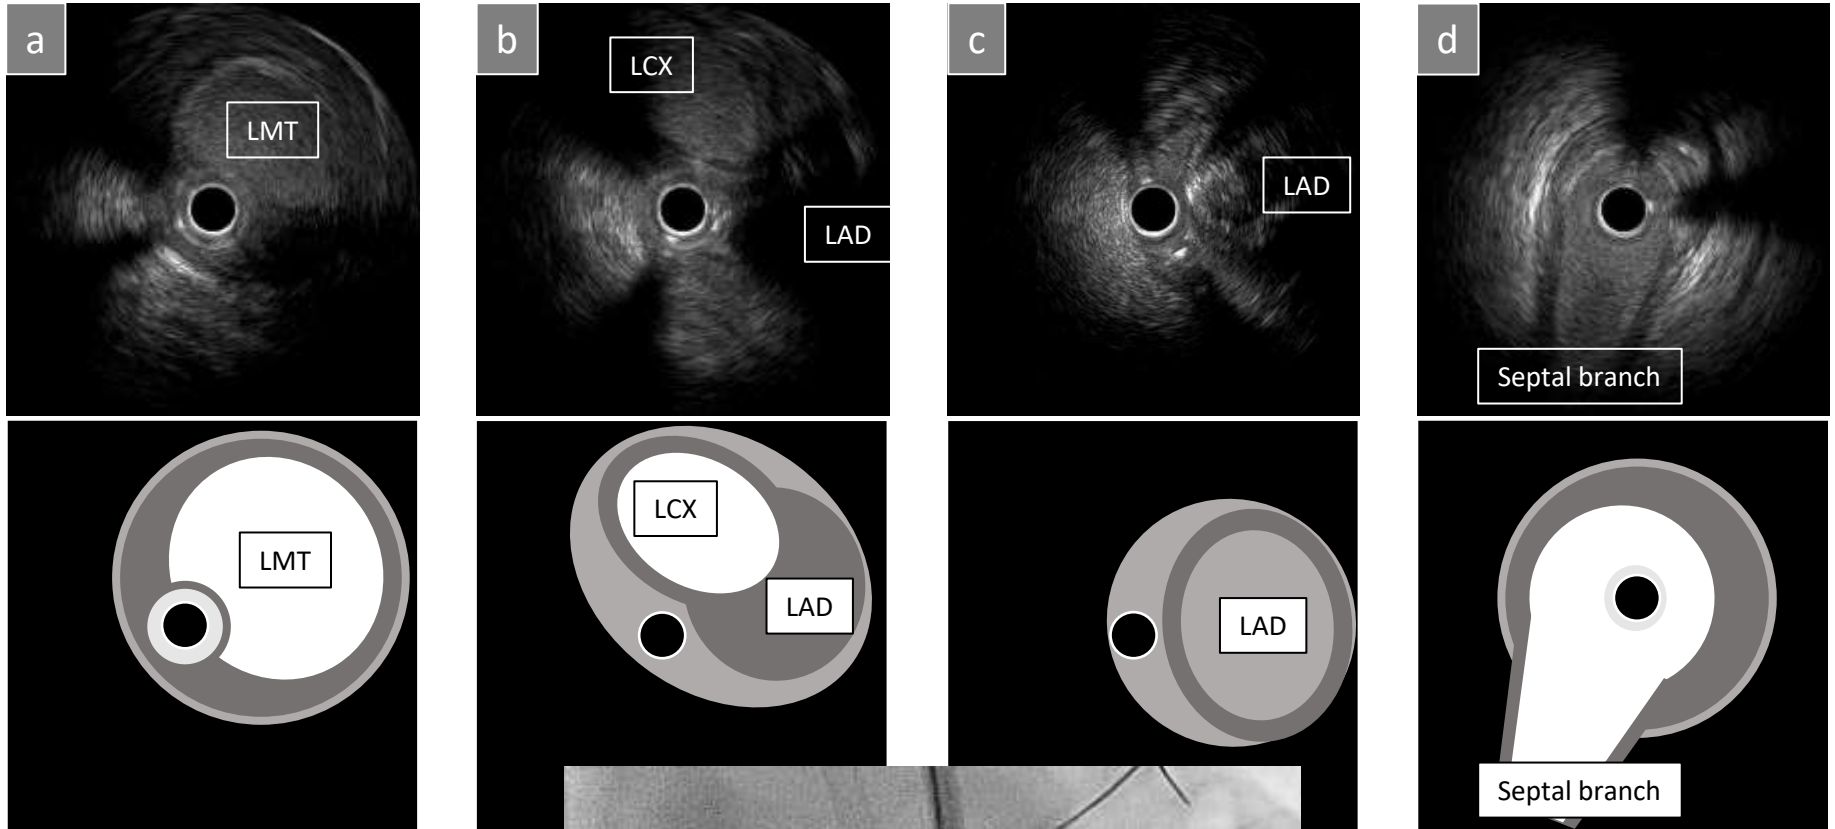 a
b
c
d
LCX
LMT
LAD
LAD
Septal branch
LCX
LMT
LAD
LAD
Septal branch